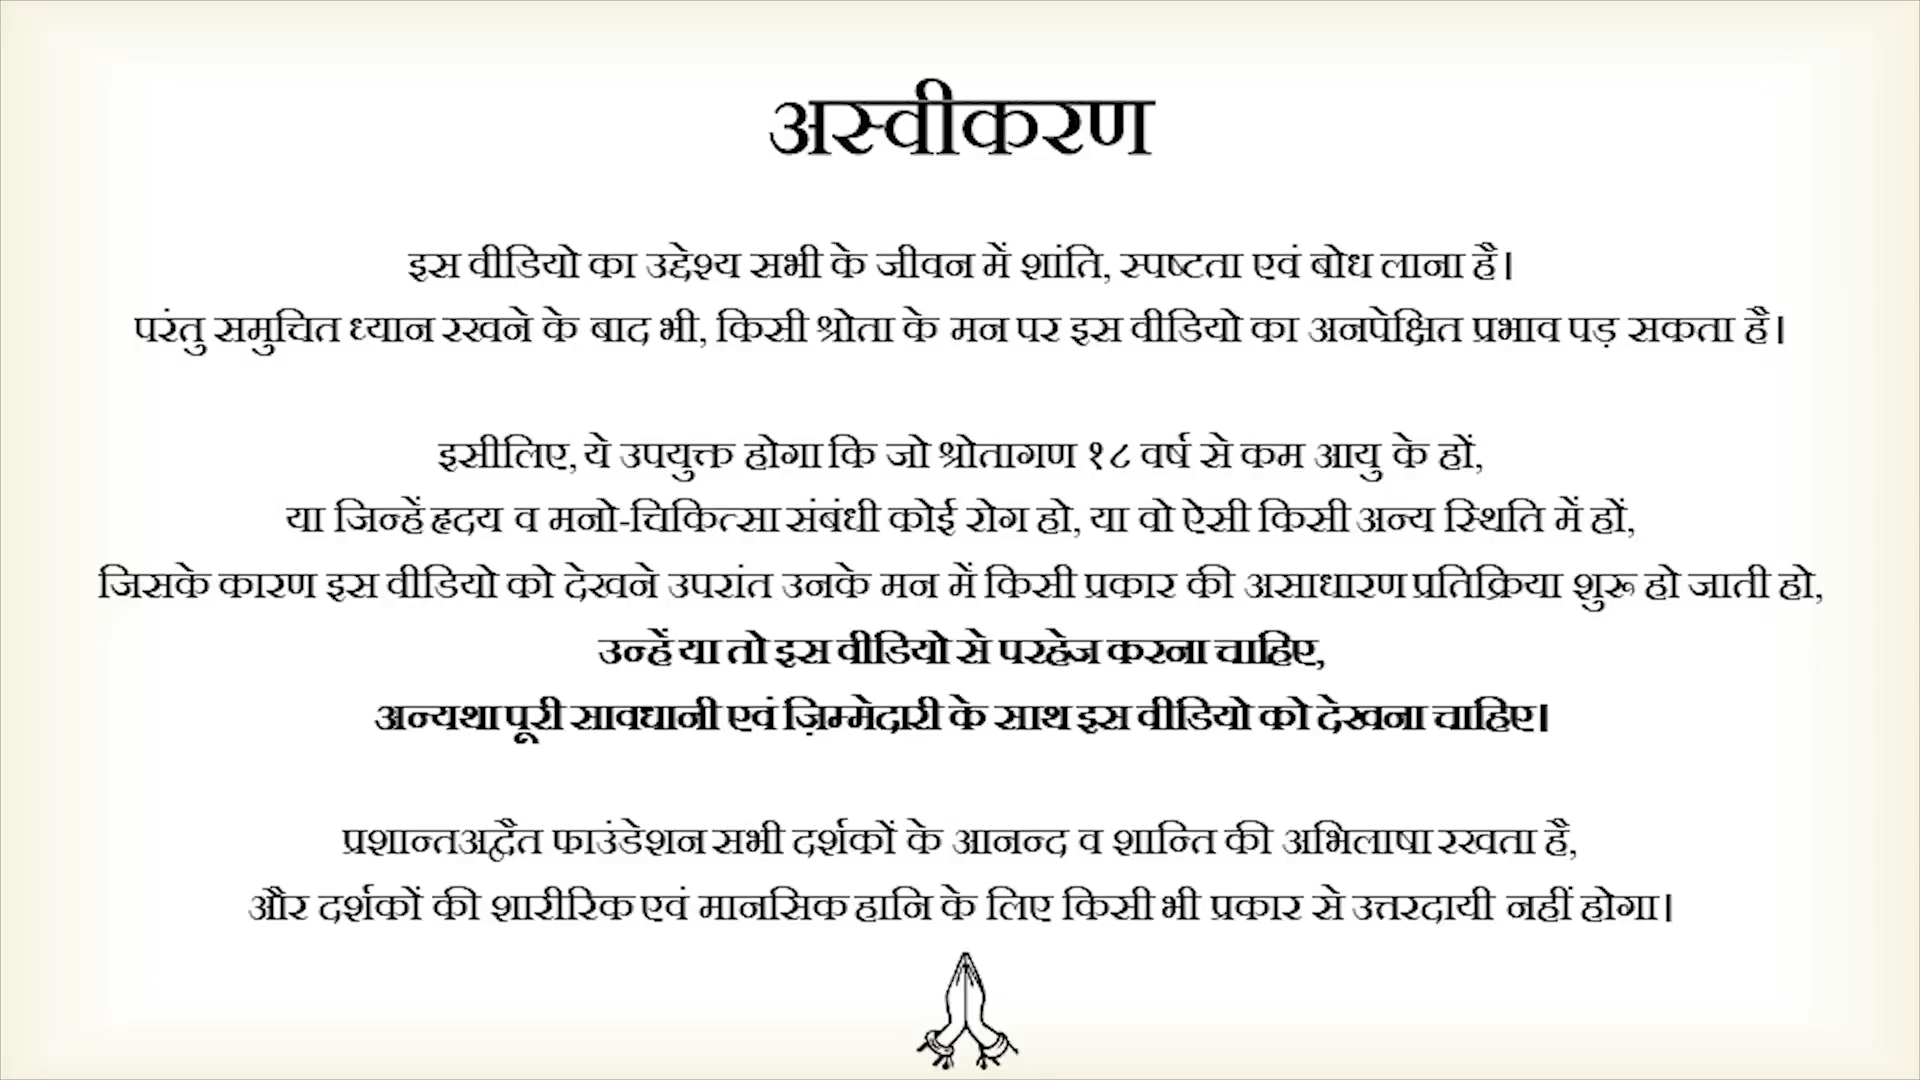 अस्वीकरण
इस वीडियो का उद्देश्य सभी के जीवन में शांति, स्पष्टता एवं बोध लाना है।
परंतु समुचित ध्यान रखने के बाद भी, किसी श्रोता के मन पर इस वीडियो का अनपेक्षित प्रभाव पड़ सकता है।
इसीलिए, ये उपयुक्त होगा कि जो श्रोतागण १८ वर्ष से कम आयु के हों,
या जिन्हें हृदय व मनो-चिकित्सा संबंधी कोई रोग हो, या वो ऐसी किसी अन्य स्थिति में हों,
जिसके कारण इस वीडियो को देखने उपरांत उनके मन में किसी प्रकार की असाधारण प्रतिक्रिया शुरू हो जाती हो,
उन्हें या तो इस वीडियो से परहेज करना चाहिए,
अन्यथा पूरी सावधानी एवं ज़िम्मेदारी के साथ इस वीडियो को देखना चाहिए।
प्रशान्तअद्वैत फाउंडेशन सभी दर्शकों के आनन्द व शान्ति की अभिलाषा रखता है,
और दर्शकों की शारीरिक एवं मानसिक हानि के लिए किसी भी प्रकार से उत्तरदायी नहीं होगा।